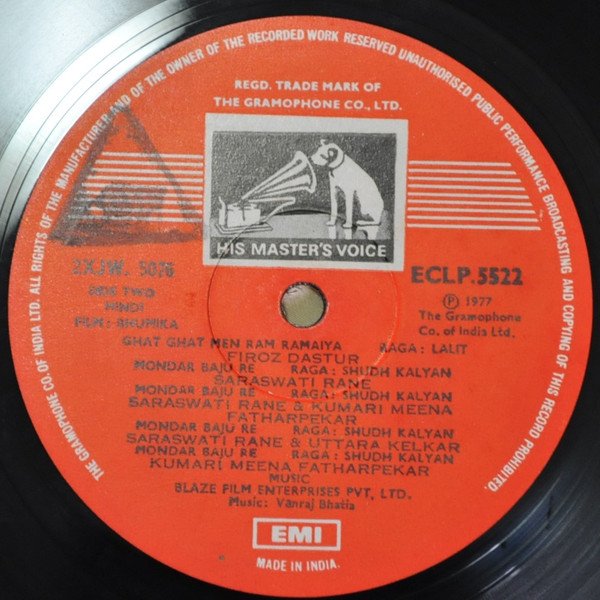 THE GRAMOPHONE CO. OF INDIA LTD. ALL RIGHTS OF THE MANUFACTURER AND OF THE OWNER OF THE RECORDED WORK RESERVED UNAUTHORISED PUBLIC PERFORMANCE BROADCASTING AND COPYING OF THIS RECORD PROHIBITED.
REGD. TRADE MARK OF
THE GRAMOPHONE CO., LTD.
HIS MASTER'S VOICE
2XJW. 5076
SIDE TWO
HINDI
FILM: BHUMIKA
ECLP.5522
Ⓟ 1977
The Gramophone
Co. of India Ltd.
GHAT GHAT MEN RAM RAMAIYA RAGA: LALIT
FIROZ DASTUR
MONDAR BAJU RE RAGA: SHUDH KALYAN
SARASWATI RANE
MONDAR BAJU RE RAGA: SHUDH KALYAN
SARASWATI RANE & KUMARI MEENA
FATHARPEKAR
MONDAR BAJU RE RAGA: SHUDH KALYAN
SARASWATI RANE & UTTARA KELKAR
MONDAR BAJU RE RAGA: SHUDH KALYAN
KUMARI MEENA FATHARPEKAR
MUSIC
BLAZE FILM ENTERPRISES PVT, LTD.
Music: Vanraj Bhatia
EMI
MADE IN INDIA.